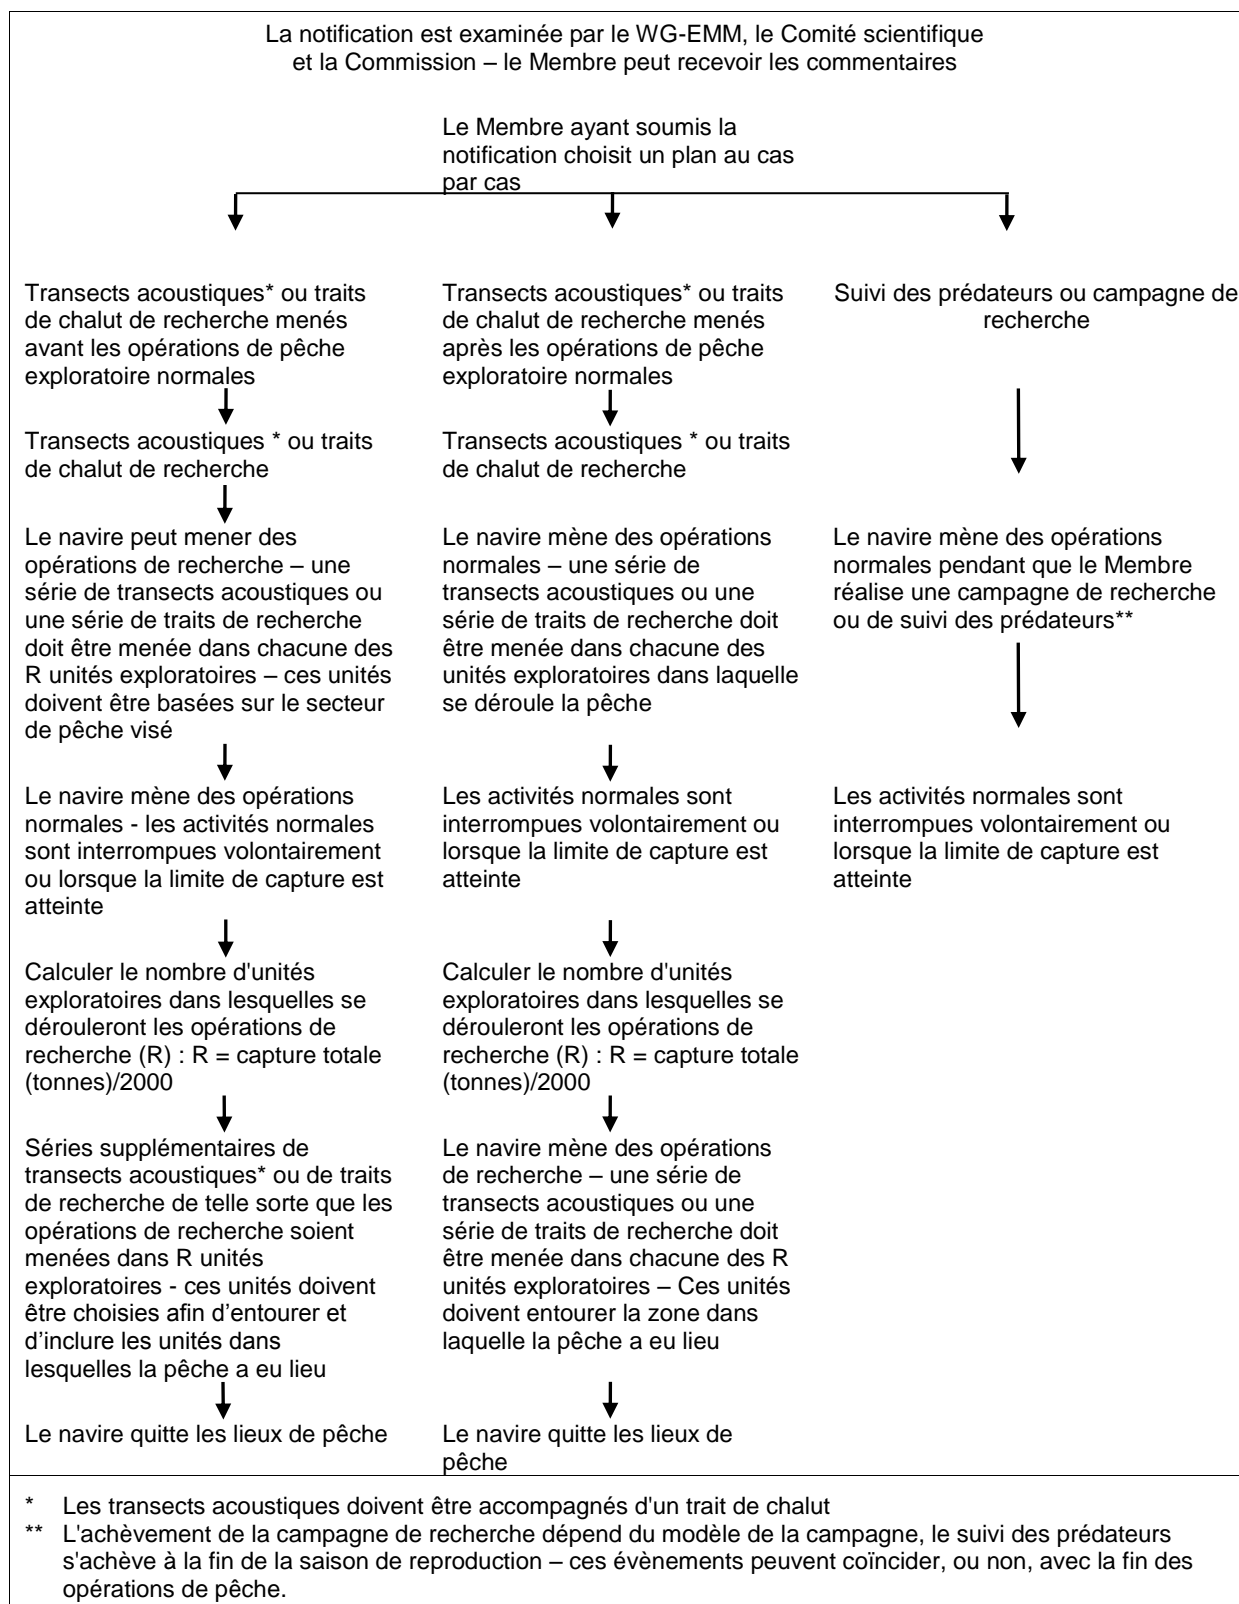 La notification est examinée par le WG-EMM, le Comité scientifique
et la Commission – le Membre peut recevoir les commentaires
Le Membre ayant soumis la
notification choisit un plan au cas
par cas
Transects acoustiques* ou traits
de chalut de recherche menés
avant les opérations de pêche
exploratoire normales
Transects acoustiques * ou traits
de chalut de recherche
Le navire peut mener des
opérations de recherche – une
série de transects acoustiques ou
une série de traits de recherche
doit être menée dans chacune des
R unités exploratoires – ces unités
doivent être basées sur le secteur
de pêche visé
Le navire mène des opérations
normales - les activités normales
sont interrompues volontairement
ou lorsque la limite de capture est
atteinte
Calculer le nombre d'unités
exploratoires dans lesquelles se
dérouleront les opérations de
recherche (R) : R = capture totale
(tonnes)/2000
Séries supplémentaires de
transects acoustiques* ou de traits
de recherche de telle sorte que les
opérations de recherche soient
menées dans R unités
exploratoires - ces unités doivent
être choisies afin d’entourer et
d’inclure les unités dans
lesquelles la pêche a eu lieu
Le navire quitte les lieux de pêche
Transects acoustiques* ou traits
de chalut de recherche menés
après les opérations de pêche
exploratoire normales
Transects acoustiques * ou traits
de chalut de recherche
Le navire mène des opérations
normales – une série de
transects acoustiques ou une
série de traits de recherche doit
être menée dans chacune des
unités exploratoires dans laquelle
se déroule la pêche
Les activités normales sont
interrompues volontairement ou
lorsque la limite de capture est
atteinte
Calculer le nombre d'unités
exploratoires dans lesquelles se
dérouleront les opérations de
recherche (R) : R = capture totale
(tonnes)/2000
Le navire mène des opérations
de recherche – une série de
transects acoustiques ou une
série de traits de recherche doit
être menée dans chacune des R
unités exploratoires – Ces unités
doivent entourer la zone dans
laquelle la pêche a eu lieu
Le navire quitte les lieux de
pêche
Suivi des prédateurs ou campagne de
recherche
Le navire mène des opérations
normales pendant que le Membre
réalise une campagne de recherche
ou de suivi des prédateurs**
Les activités normales sont
interrompues volontairement ou
lorsque la limite de capture est
atteinte
* Les transects acoustiques doivent être accompagnés d'un trait de chalut
** L'achèvement de la campagne de recherche dépend du modèle de la campagne, le suivi des prédateurs
s'achève à la fin de la saison de reproduction – ces évènements peuvent coïncider, ou non, avec la fin des
opérations de pêche.